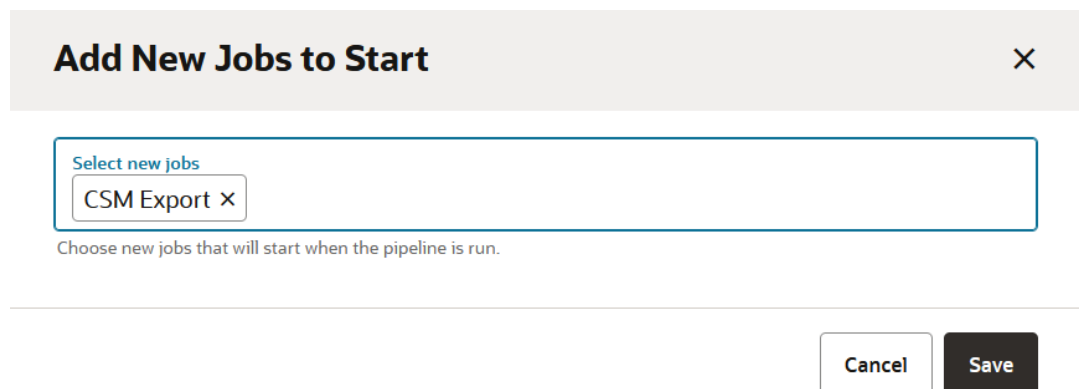 Add New Jobs to Start
Select new jobs
CSM Export
Choose new jobs that will start when the pipeline is run.
Cancel
Save